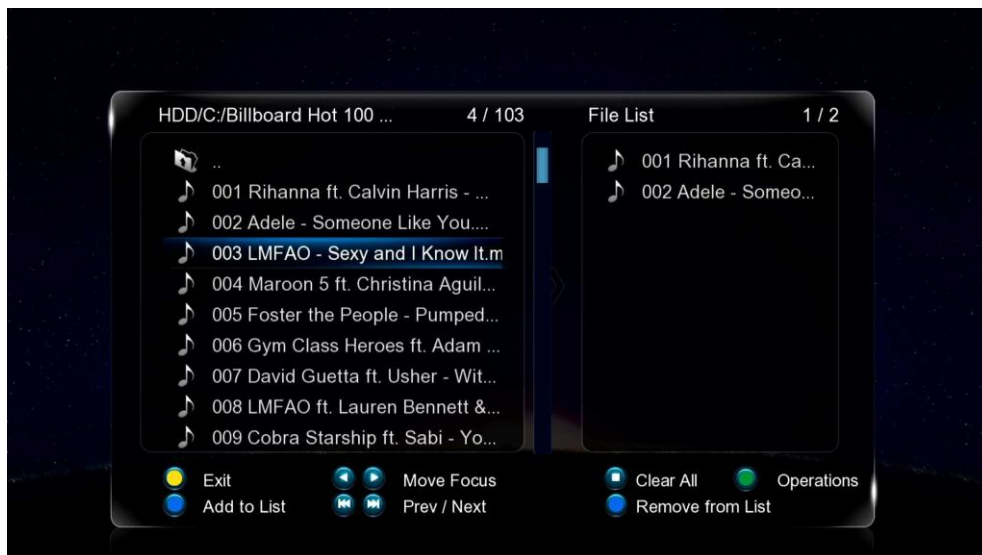 HDD/C:/Billboard Hot 100 ... 4 / 103
..
001 Rihanna ft. Calvin Harris - ...
002 Adele - Someone Like You....
003 LMFAO - Sexy and I Know It.m
004 Maroon 5 ft. Christina Aguil...
005 Foster the People - Pumped...
006 Gym Class Heroes ft. Adam ...
007 David Guetta ft. Usher - Wit...
008 LMFAO ft. Lauren Bennett &...
009 Cobra Starship ft. Sabi - Yo...
File List 1 / 2
001 Rihanna ft. Ca...
002 Adele - Someo...
Exit Move Focus Clear All Operations
Add to List Prev / Next Remove from List